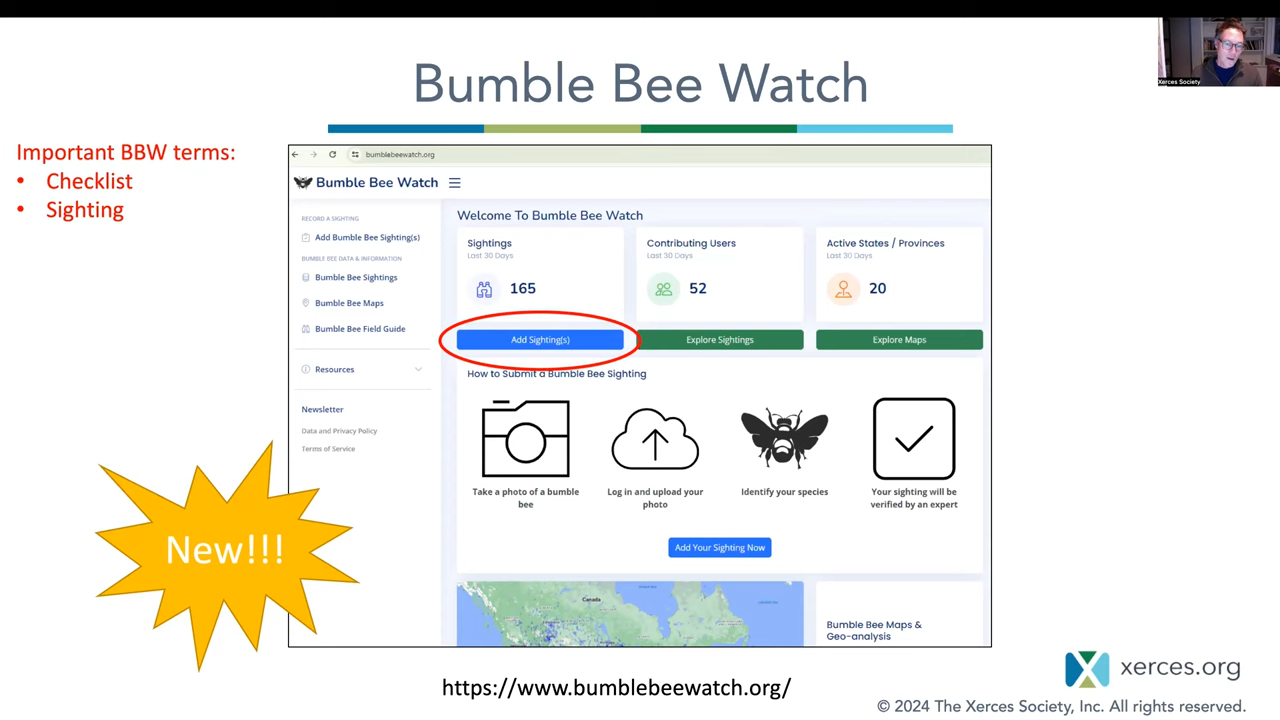 Bumble Bee Watch
Xerces Society
Important BBW terms:
• Checklist
• Sighting
bumblebeewatch.org
Bumble Bee Watch
RECORD A SIGHTING
Add Bumble Bee Sighting(s)
BUMBLE BEE DATA & INFORMATION
Bumble Bee Sightings
Bumble Bee Maps
Bumble Bee Field Guide
Resources
Newsletter
Data and Privacy Policy
Terms of Service
Welcome To Bumble Bee Watch
Sightings
Last 30 Days
165
Contributing Users
Last 30 Days
52
Active States / Provinces
Last 30 Days
20
Add Sighting(s)
Explore Sightings
Explore Maps
How to Submit a Bumble Bee Sighting
Take a photo of a bumble
bee
Log in and upload your
photo
Identify your species
Your sighting will be
verified by an expert
Add Your Sighting Now
Canada
Bumble Bee Maps &
Geo-analysis
New!!!
https://www.bumblebeewatch.org/
xerces.org
© 2024 The Xerces Society, Inc. All rights reserved.